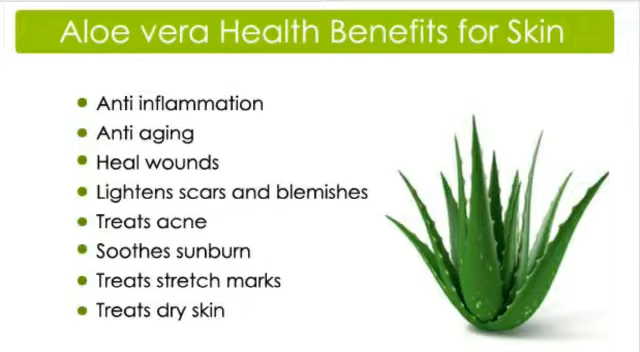 Aloe vera Health Benefits for Skin
Anti inflammation
Anti aging
Heal wounds
Lightens scars and blemishes
Treats acne
Soothes sunburn
Treats stretch marks
Treats dry skin